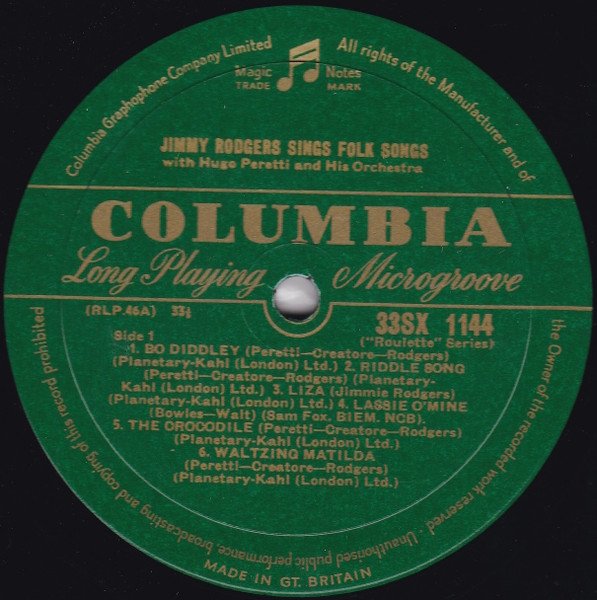 Columbia Graphophone Company Limited
All rights of the Manufacturer and of
the Owner of the recorded work reserved · Unauthorised public performance, broadcasting and copying of this record prohibited
Magic Notes
TRADE MARK
JIMMY RODGERS SINGS FOLK SONGS
with Hugo Peretti and His Orchestra
COLUMBIA
Long Playing Microgroove
(RLP.46A) 33⅓
33SX 1144
Side 1
("Roulette" Series)
1. BO DIDDLEY (Peretti—Creatore—Rodgers)
(Planetary-Kahl (London) Ltd.) 2. RIDDLE SONG
(Peretti—Creatore—Rodgers) (Planetary-
Kahl (London) Ltd.) 3. LIZA (Jimmie Rodgers)
(Planetary-Kahl (London) Ltd.) 4. LASSIE O'MINE
(Bowles—Walt) (Sam Fox. BIEM. NCB).
5. THE CROCODILE (Peretti—Creatore—Rodgers)
(Planetary-Kahl (London) Ltd.)
6. WALTZING MATILDA
(Peretti—Creatore—Rodgers)
(Planetary-Kahl (London) Ltd.)
MADE IN GT. BRITAIN